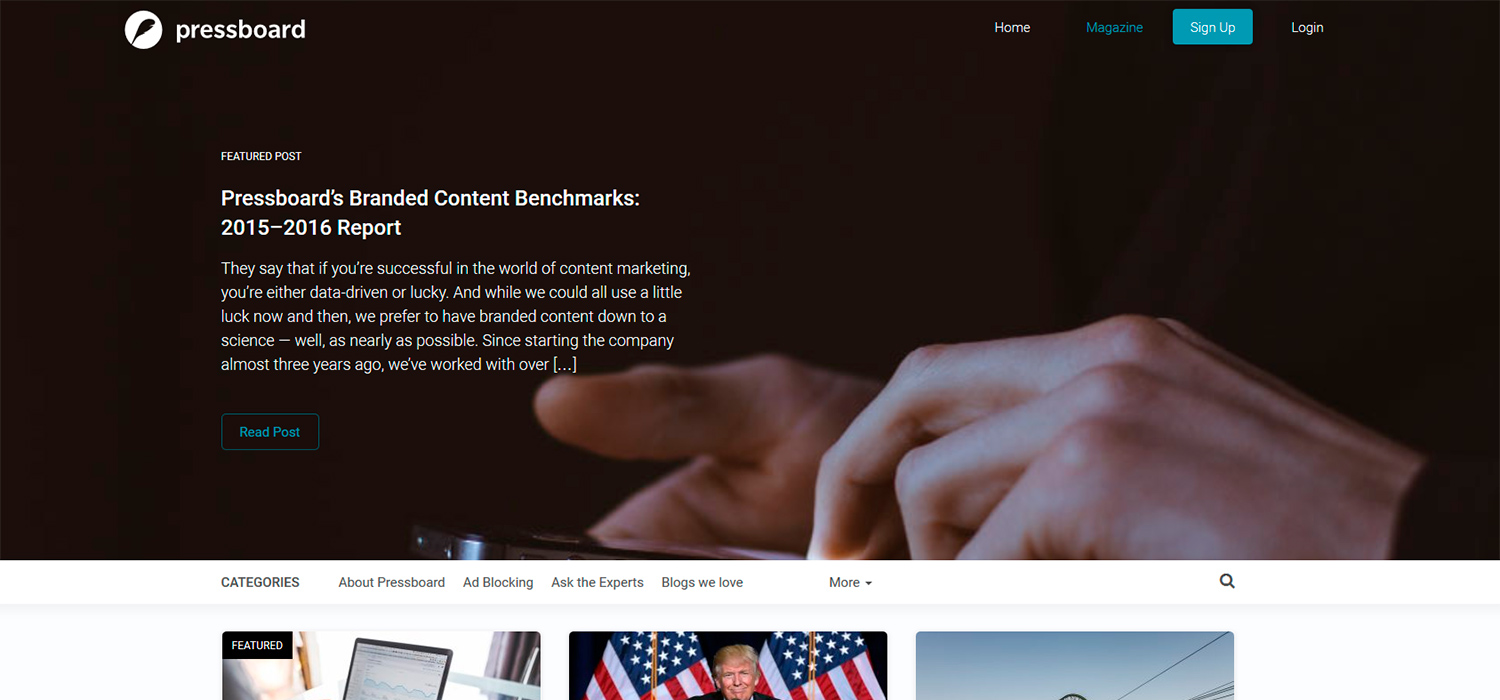 pressboard
Home Magazine Sign Up Login
FEATURED POST
Pressboard’s Branded Content Benchmarks:
2015–2016 Report
They say that if you’re successful in the world of content marketing,
you’re either data-driven or lucky. And while we could all use a little
luck now and then, we prefer to have branded content down to a
science — well, as nearly as possible. Since starting the company
almost three years ago, we’ve worked with over […]
Read Post
CATEGORIES About Pressboard Ad Blocking Ask the Experts Blogs we love More
FEATURED